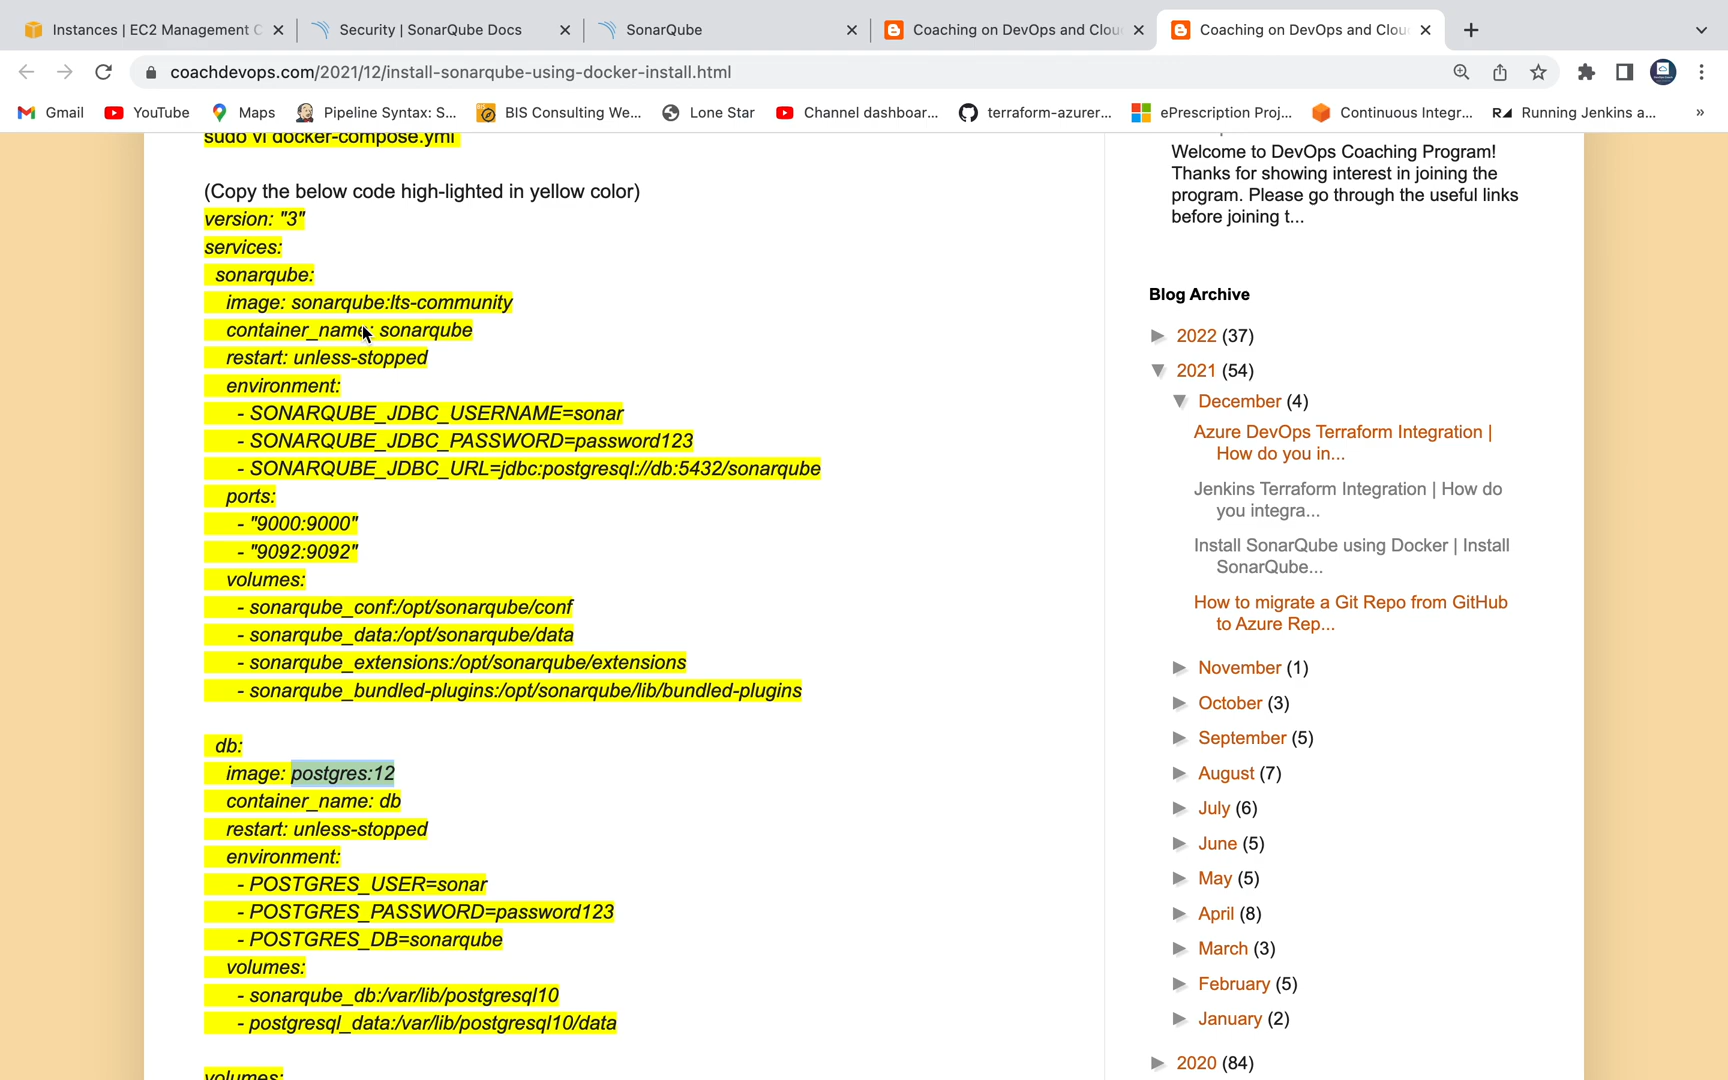 Instances | EC2 Management C
Security | SonarQube Docs
SonarQube
Coaching on DevOps and Clou
Coaching on DevOps and Clou
coachdevops.com/2021/12/install-sonarqube-using-docker-install.html
Gmail
YouTube
Maps
Pipeline Syntax: S...
BIS Consulting We...
Lone Star
Channel dashboar...
terraform-azurer...
ePrescription Proj...
Continuous Integr...
Running Jenkins a...
»
sudo vi docker-compose.yml
(Copy the below code high-lighted in yellow color)
version: "3"
services:
sonarqube:
image: sonarqube:lts-community
container_name: sonarqube
restart: unless-stopped
environment:
- SONARQUBE_JDBC_USERNAME=sonar
- SONARQUBE_JDBC_PASSWORD=password123
- SONARQUBE_JDBC_URL=jdbc:postgresql://db:5432/sonarqube
ports:
- "9000:9000"
- "9092:9092"
volumes:
- sonarqube_conf:/opt/sonarqube/conf
- sonarqube_data:/opt/sonarqube/data
- sonarqube_extensions:/opt/sonarqube/extensions
- sonarqube_bundled-plugins:/opt/sonarqube/lib/bundled-plugins
db:
image: postgres:12
container_name: db
restart: unless-stopped
environment:
- POSTGRES_USER=sonar
- POSTGRES_PASSWORD=password123
- POSTGRES_DB=sonarqube
volumes:
- sonarqube_db:/var/lib/postgresql10
- postgresql_data:/var/lib/postgresql10/data
volumes:
Welcome to DevOps Coaching Program!
Thanks for showing interest in joining the
program. Please go through the useful links
before joining t...
Blog Archive
► 2022 (37)
▼ 2021 (54)
▼ December (4)
Azure DevOps Terraform Integration |
How do you in...
Jenkins Terraform Integration | How do
you integra...
Install SonarQube using Docker | Install
SonarQube...
How to migrate a Git Repo from GitHub
to Azure Rep...
► November (1)
► October (3)
► September (5)
► August (7)
► July (6)
► June (5)
► May (5)
► April (8)
► March (3)
► February (5)
► January (2)
► 2020 (84)